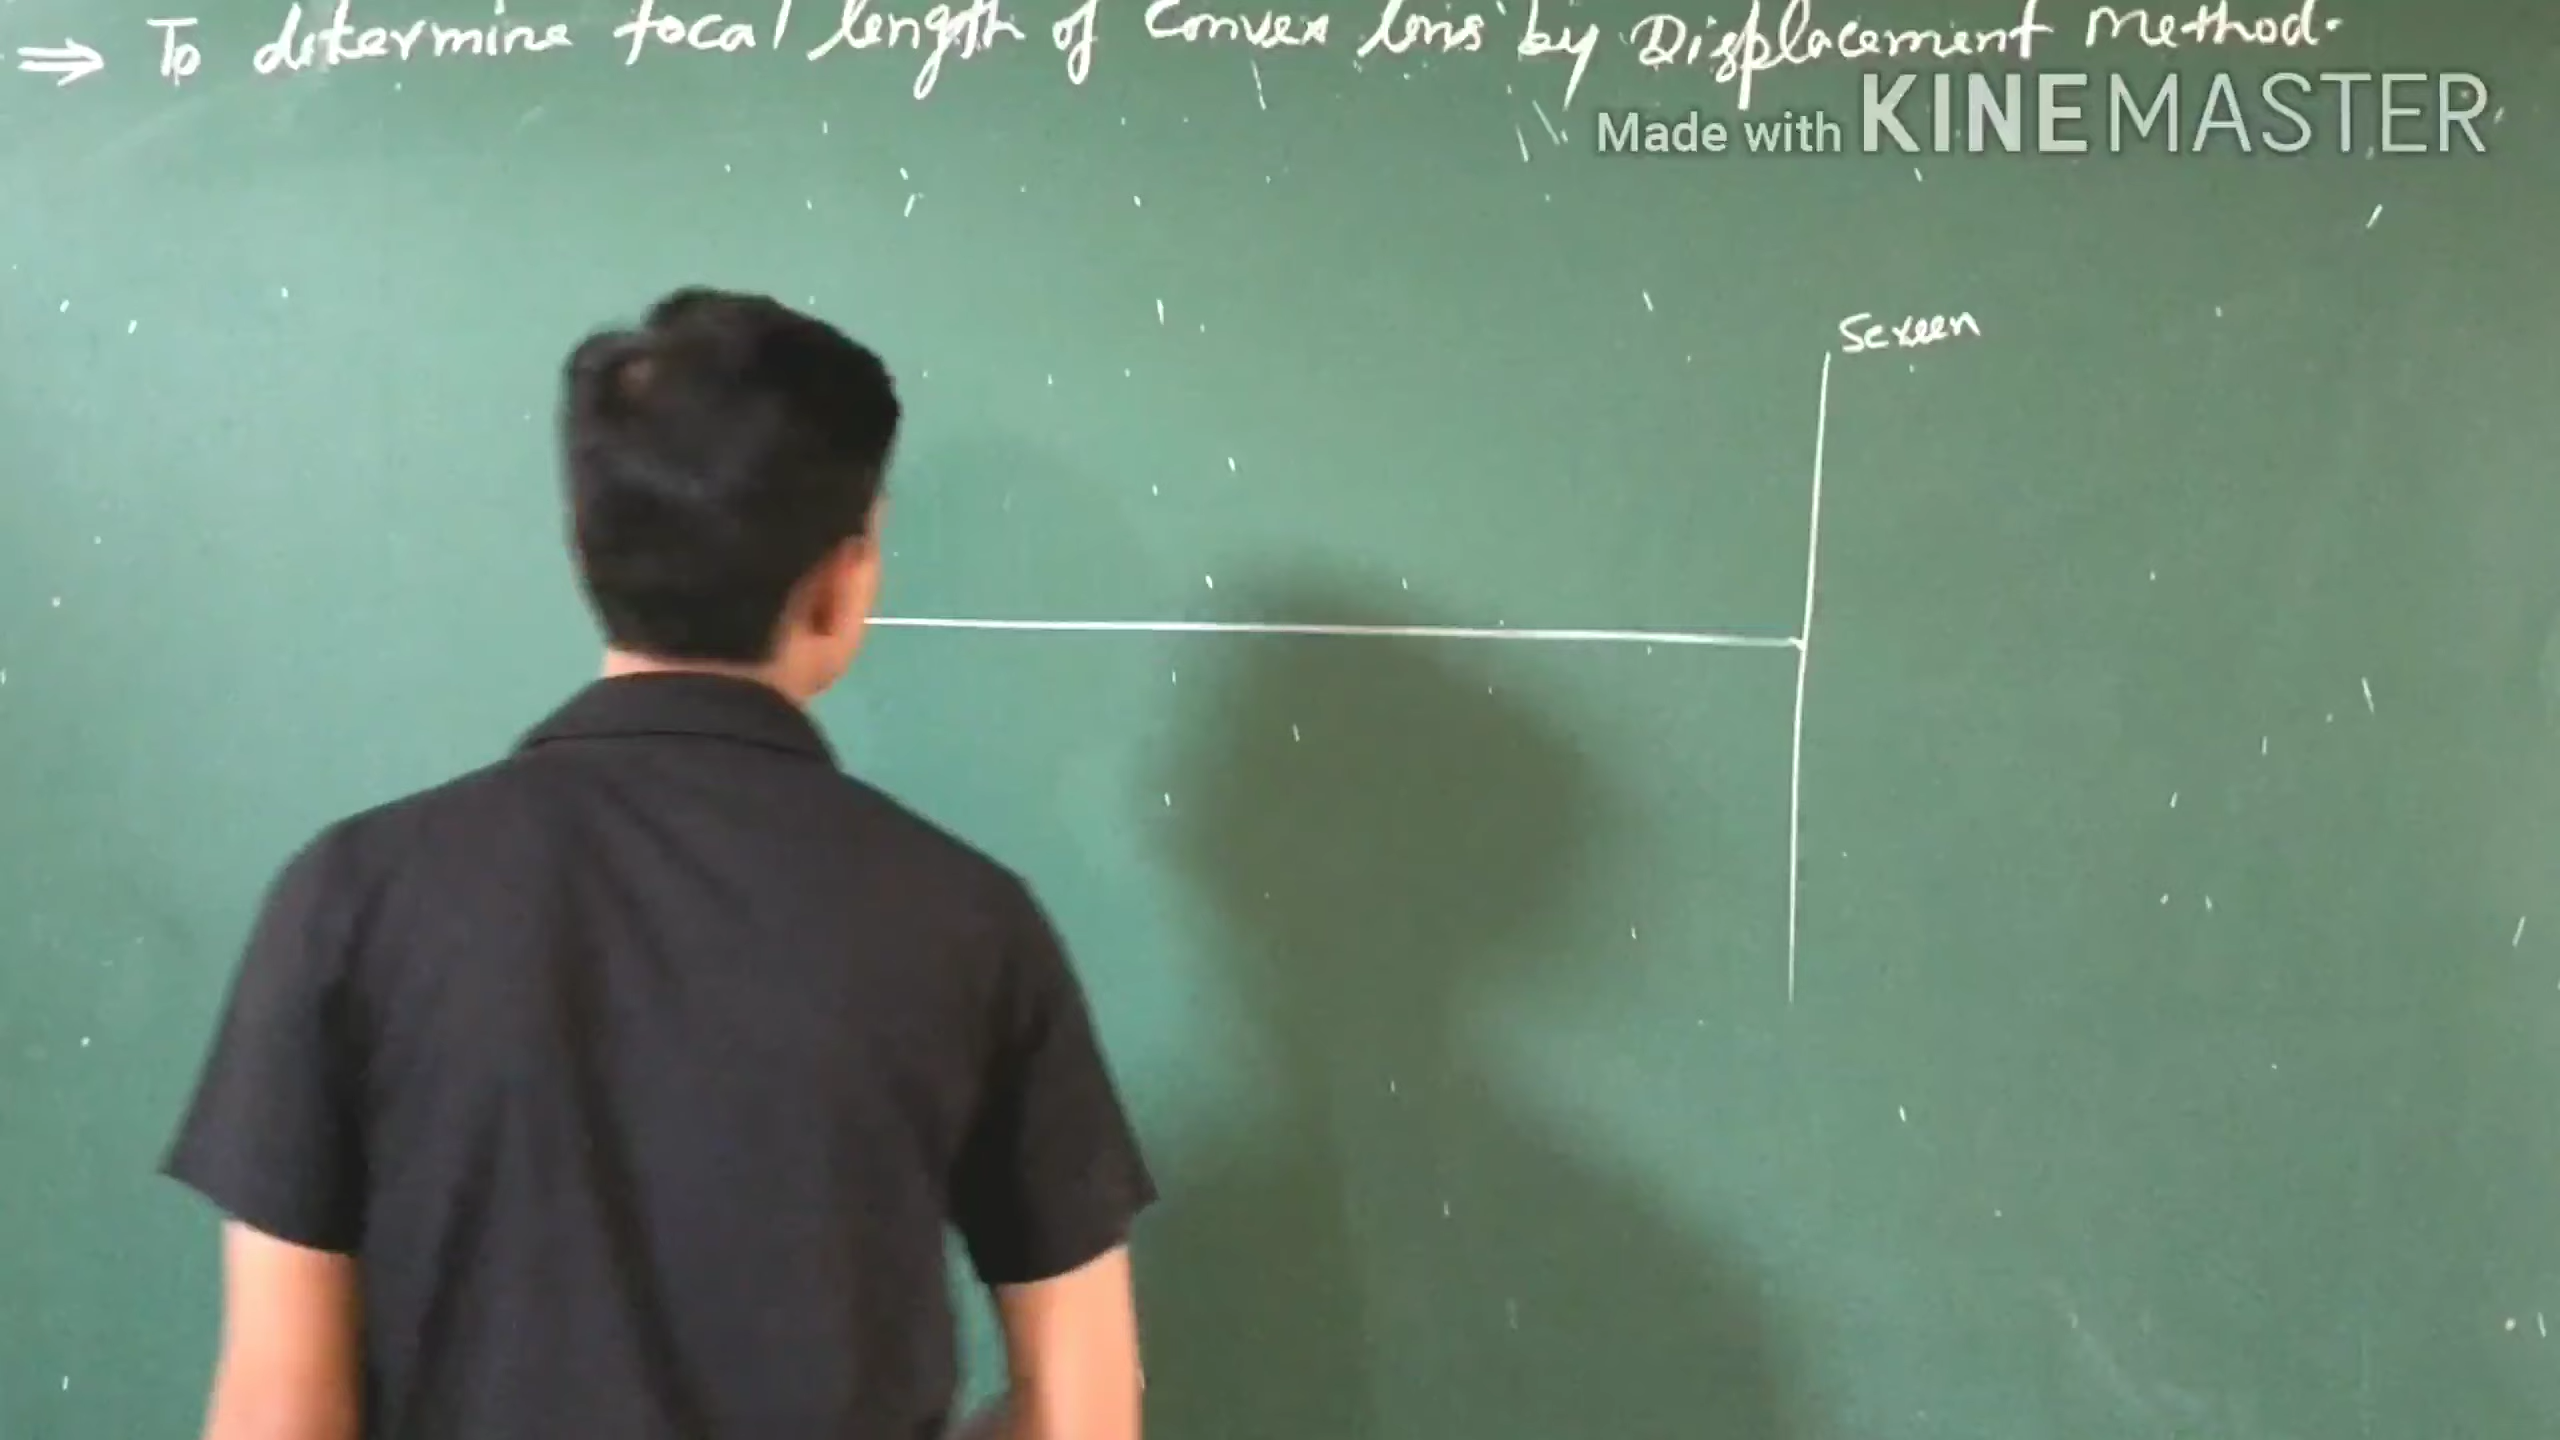 ⇒ To determine focal length of Convex lens by Displacement Method.
Made with KINEMASTER
Screen